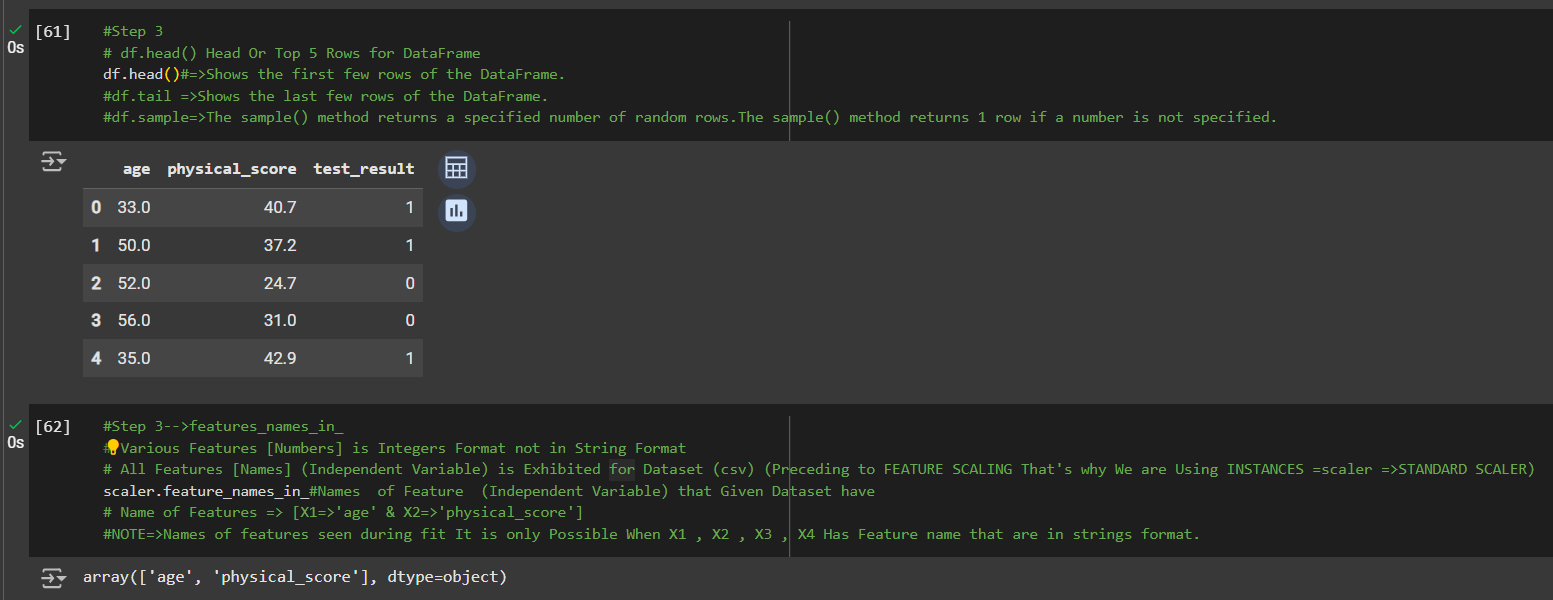 [61]
0s
#Step 3
# df.head() Head Or Top 5 Rows for DataFrame
df.head()#=>Shows the first few rows of the DataFrame.
#df.tail =>Shows the last few rows of the DataFrame.
#df.sample=>The sample() method returns a specified number of random rows.The sample() method returns 1 row if a number is not specified.
age physical_score test_result
0 33.0 40.7 1
1 50.0 37.2 1
2 52.0 24.7 0
3 56.0 31.0 0
4 35.0 42.9 1
[62]
0s
#Step 3-->features_names_in_
# Various Features [Numbers] is Integers Format not in String Format
# All Features [Names] (Independent Variable) is Exhibited for Dataset (csv) (Preceding to FEATURE SCALING That's why We are Using INSTANCES =scaler =>STANDARD SCALER)
scaler.feature_names_in_#Names  of Feature  (Independent Variable) that Given Dataset have
# Name of Features => [X1=>'age' & X2=>'physical_score']
#NOTE=>Names of features seen during fit It is only Possible When X1 , X2 , X3 , X4 Has Feature name that are in strings format.
array(['age', 'physical_score'], dtype=object)